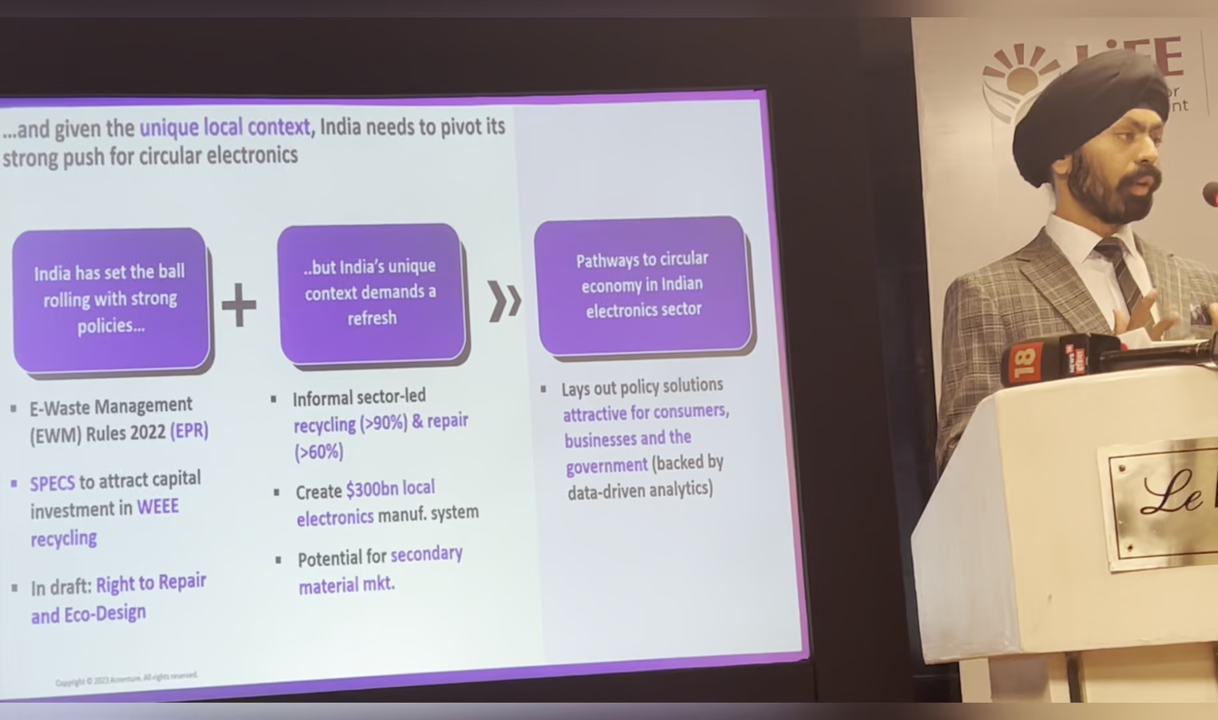 ...and given the unique local context, India needs to pivot its
strong push for circular electronics
India has set the ball
rolling with strong
policies...
+
..but India's unique
context demands a
refresh
Pathways to circular
economy in Indian
electronics sector
▪ E-Waste Management
(EWM) Rules 2022 (EPR)
▪ SPECS to attract capital
investment in WEEE
recycling
▪ In draft: Right to Repair
and Eco-Design
▪ Informal sector-led
recycling (>90%) & repair
(>60%)
▪ Create $300bn local
electronics manuf. system
▪ Potential for secondary
material mkt.
▪ Lays out policy solutions
attractive for consumers,
businesses and the
government (backed by
data-driven analytics)
Copyright © 2023 Accenture. All rights reserved.
LiFE
or
nt
18
Le